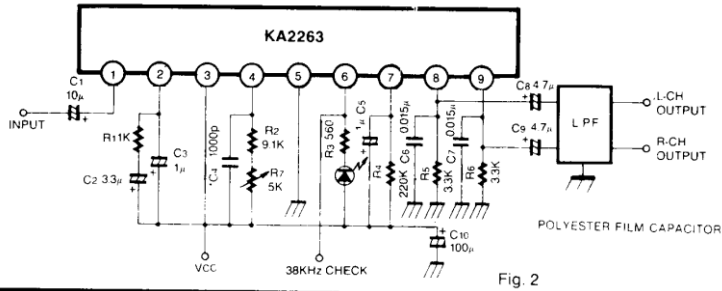 KA2263
1 2 3 4 5 6 7 8 9
C1
10μ
INPUT
R1 1K
C2 3.3μ
C3
1μ
*C4 1000p
R2
9.1K
R7
5K
R3 560
1μ C5
R4
220K
C6 0.015μ
R5
3.3K
C7 0.015μ
R6
3.3K
C8 4.7μ
C9 4.7μ
LPF
L-CH
OUTPUT
R-CH
OUTPUT
VCC
38KHz CHECK
C10
100μ
POLYESTER FILM CAPACITOR
Fig. 2